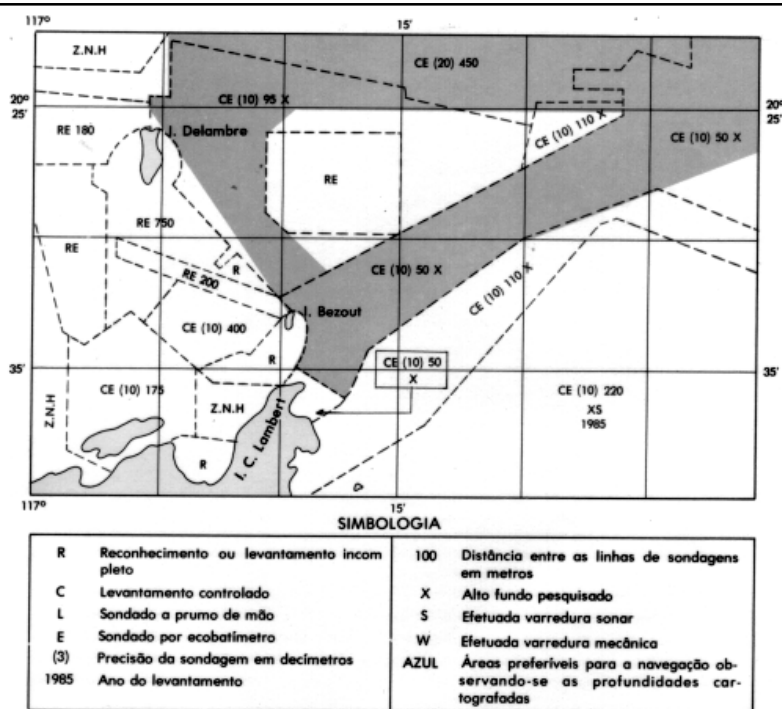 117º
15'
Z.N.H
CE (20) 450
20º
25'
CE (10) 95 X
20º
25'
RE 180
I. Delambre
CE (10) 110 X
CE (10) 50 X
RE
RE 750
RE
RE 200
R
CE (10) 50 X
CE (10) 110 X
I. Bezout
CE (10) 400
35'
R
CE (10) 50
X
35'
CE (10) 175
Z.N.H
Z.N.H
CE (10) 220
XS
1985
I. C. Lambert
R
117º
15'
SIMBOLOGIA
R Reconhecimento ou levantamento incom
pleto
C Levantamento controlado
L Sondado a prumo de mão
E Sondado por ecobatímetro
(3) Precisão da sondagem em decímetros
1985 Ano do levantamento
100 Distância entre as linhas de sondagens
em metros
X Alto fundo pesquisado
S Efetuada varredura sonar
W Efetuada varredura mecânica
AZUL Áreas preferíveis para a navegação ob-
servando-se as profundidades car-
tografadas